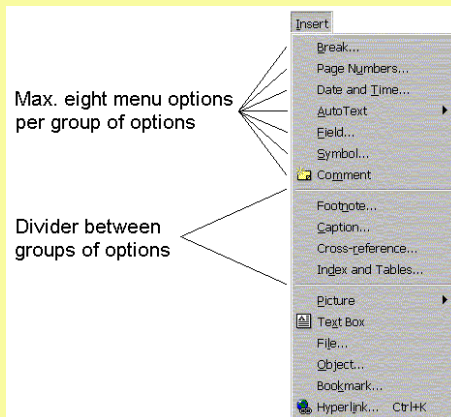 Insert
Max. eight menu options
per group of options
Break...
Page Numbers...
Date and Time...
AutoText
Field...
Symbol...
Comment
Divider between
groups of options
Footnote...
Caption...
Cross-reference...
Index and Tables...
Picture
Text Box
File...
Object...
Bookmark...
Hyperlink... Ctrl+K